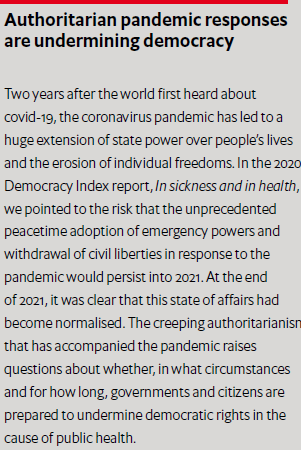 Authoritarian pandemic responses
are undermining democracy
Two years after the world first heard about
covid-19, the coronavirus pandemic has led to a
huge extension of state power over people's lives
and the erosion of individual freedoms. In the 2020
Democracy Index report, In sickness and in health,
we pointed to the risk that the unprecedented
peacetime adoption of emergency powers and
withdrawal of civil liberties in response to the
pandemic would persist into 2021. At the end
of 2021, it was clear that this state of affairs had
become normalised. The creeping authoritarianism
that has accompanied the pandemic raises
questions about whether, in what circumstances
and for how long, governments and citizens are
prepared to undermine democratic rights in the
cause of public health.